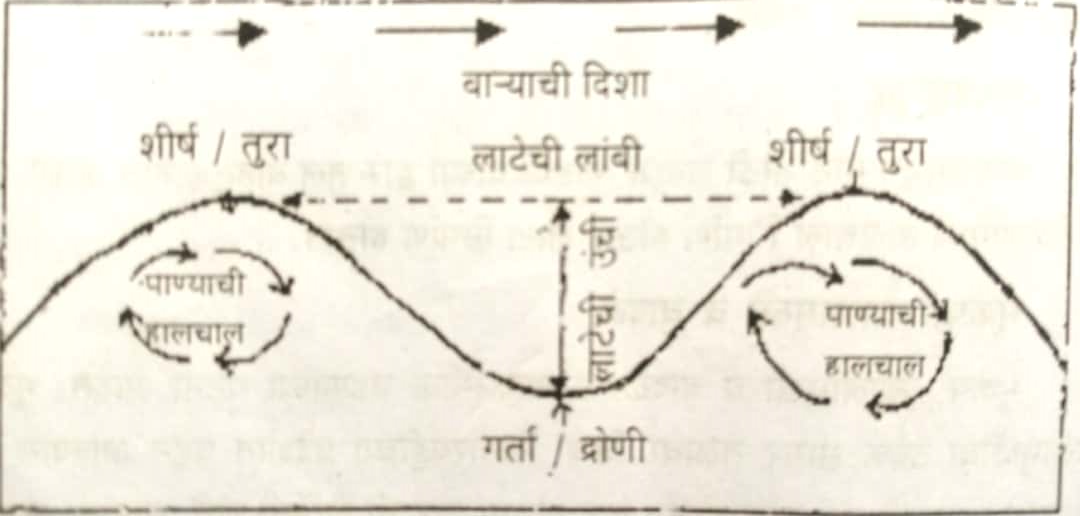 वाऱ्याची दिशा
शीर्ष / तुरा
लाटेची लांबी
शीर्ष / तुरा
लाटेची उंची
पाण्याची
हालचाल
पाण्याची
हालचाल
गर्ता / द्रोणी